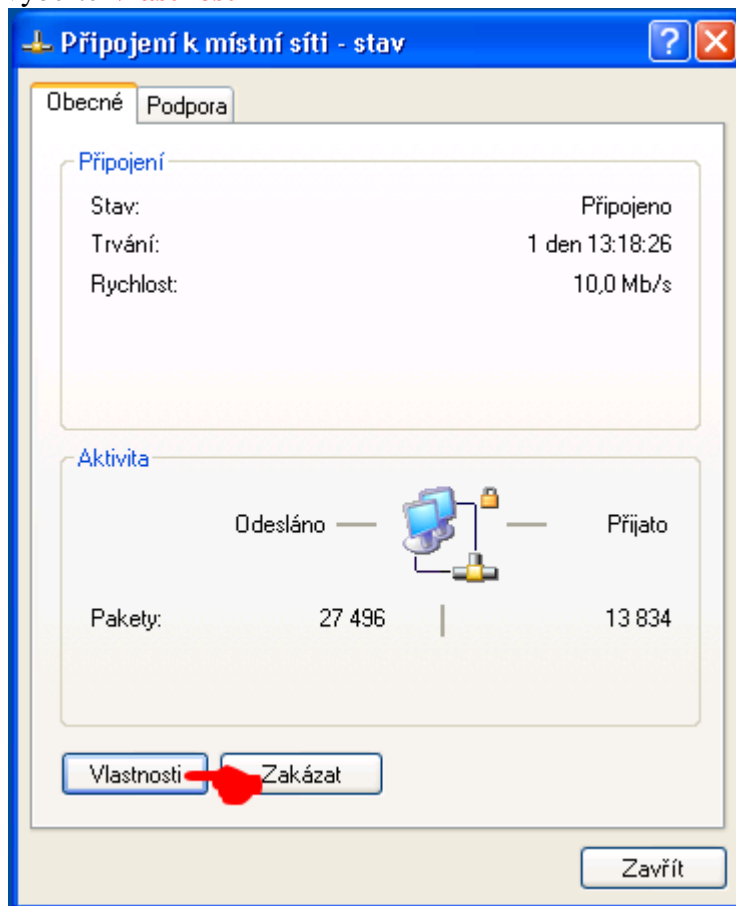 Připojení k místní síti - stav
Obecné Podpora
Připojení
Stav: Připojeno
Trvání: 1 den 13:18:26
Rychlost: 10,0 Mb/s
Aktivita
Odesláno — — Přijato
Pakety: 27 496 | 13 834
Vlastnosti Zakázat
Zavřít